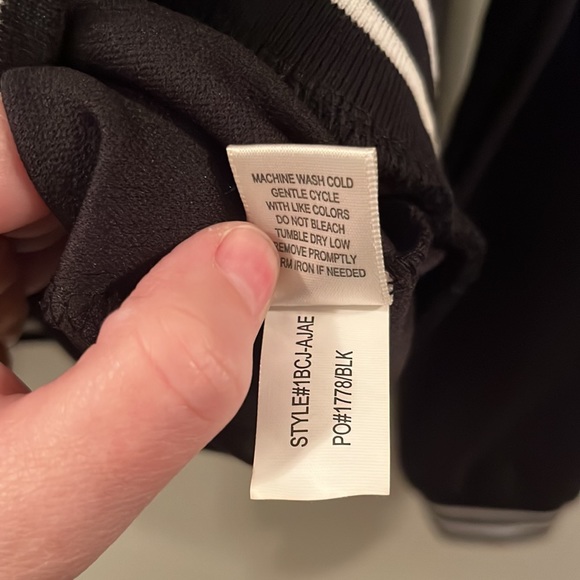 MACHINE WASH COLD
GENTLE CYCLE
WITH LIKE COLORS
DO NOT BLEACH
TUMBLE DRY LOW
REMOVE PROMPTLY
RM IRON IF NEEDED
STYLE#1BCJ-AJAE
PO#1778/BLK